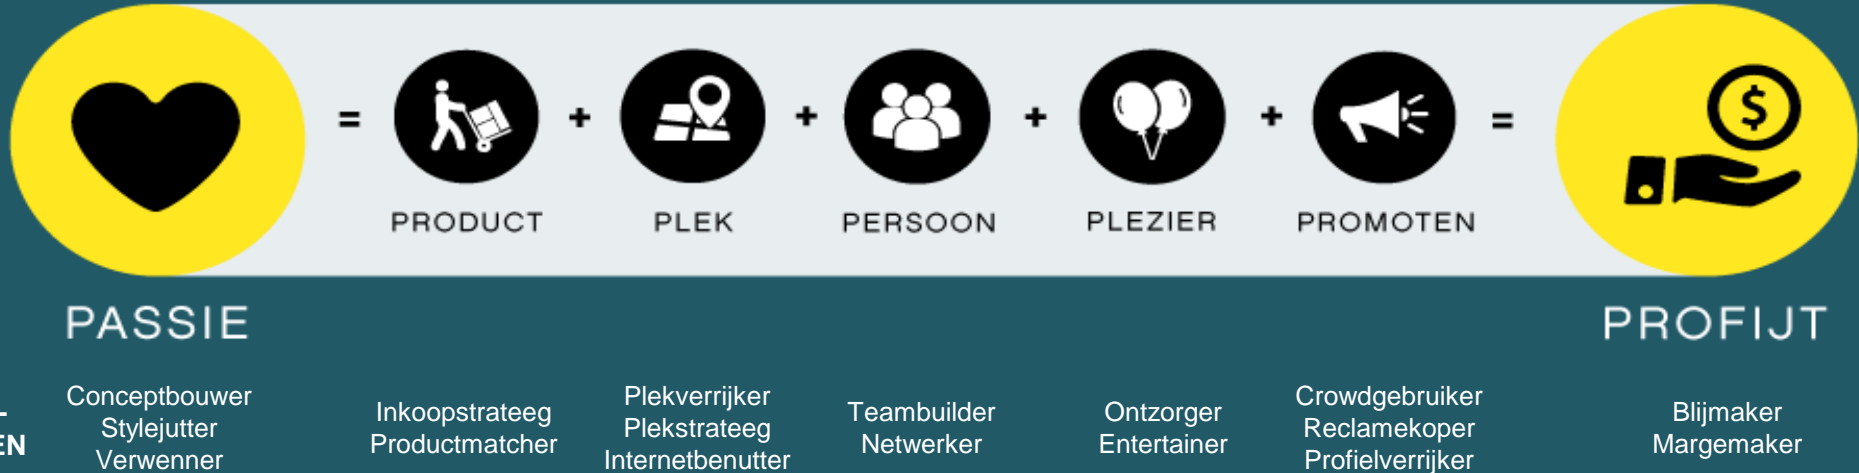 = + + + + =
PRODUCT PLEK PERSOON PLEZIER PROMOTEN
PASSIE PROFIJT
Conceptbouwer
Stylejutter
Verwenner
Inkoopstrateeg
Productmatcher
Plekverrijker
Plekstrateeg
Internetbenutter
Teambuilder
Netwerker
Ontzorger
Entertainer
Crowdgebruiker
Reclamekoper
Profielverrijker
Blijmaker
Margemaker